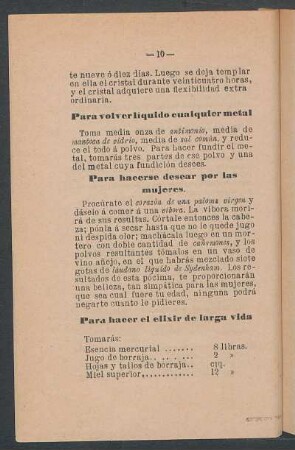 — 10 —
te nueve ó diez dias. Luego se deja templar
en ella el cristal durante veinticuatro horas,
y el cristal adquiere una flexibilidad extra
ordinaria.
Para volver líquido cualquier metal
Toma media onza de antimonio, media de
manteca de vidrio, media de sal común, y redu-
ce el todo á polvo. Para hacer fundir el me-
tal, tomarás tres partes de ese polvo y una
del metal cuya fundición desees.
Para hacerse desear por las
mujeres.
Procúrate el corazón de una paloma virgen y
dáselo á comer á una víbora. La víbora mori-
rá de sus resultas. Córtale entonces la cabe-
za; ponla á secar hasta que no le quede jugo
ni despida olor; machácala luego en un mor-
tero con doble cantidad de cañamones, y los
polvos resultantes tómalos en un vaso de
vino añejo, en el que habrás mezclado siete
gotas de laudano líquido de Sydenham. Los re-
sultados de esta pócima, te proporcionarán
una belleza, tan simpática para las mujeres,
que sea cual fuere tu edad, ninguna podrá
negarte cuanto le pidieres.
Para hacer el elixir de larga vida
Tomarás:
Esencia mercurial ....... 8 libras.
Jugo de borraja.. ....... 2 »
Hojas y tallos de borraja.. c\q.
Miel superior,............ 12 »